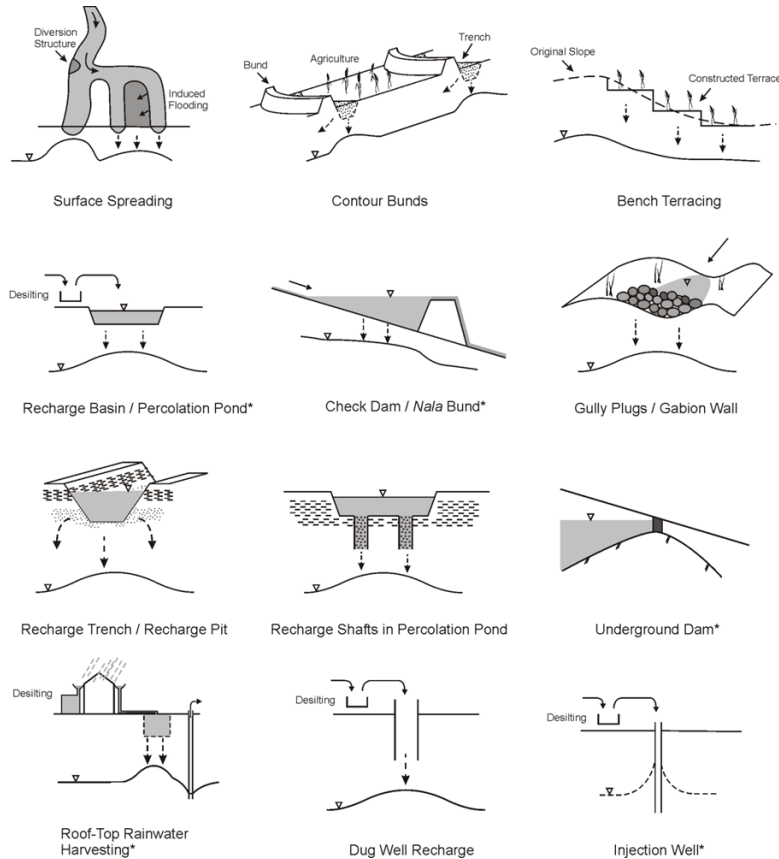 Diversion
Structure
Induced
Flooding
Surface Spreading
Bund
Agriculture
Trench
Contour Bunds
Original Slope
Constructed Terrace
Bench Terracing
Desilting
Recharge Basin / Percolation Pond*
Check Dam / Nala Bund*
Gully Plugs / Gabion Wall
Recharge Trench / Recharge Pit
Recharge Shafts in Percolation Pond
Underground Dam*
Desilting
Roof-Top Rainwater
Harvesting*
Desilting
Dug Well Recharge
Desilting
Injection Well*